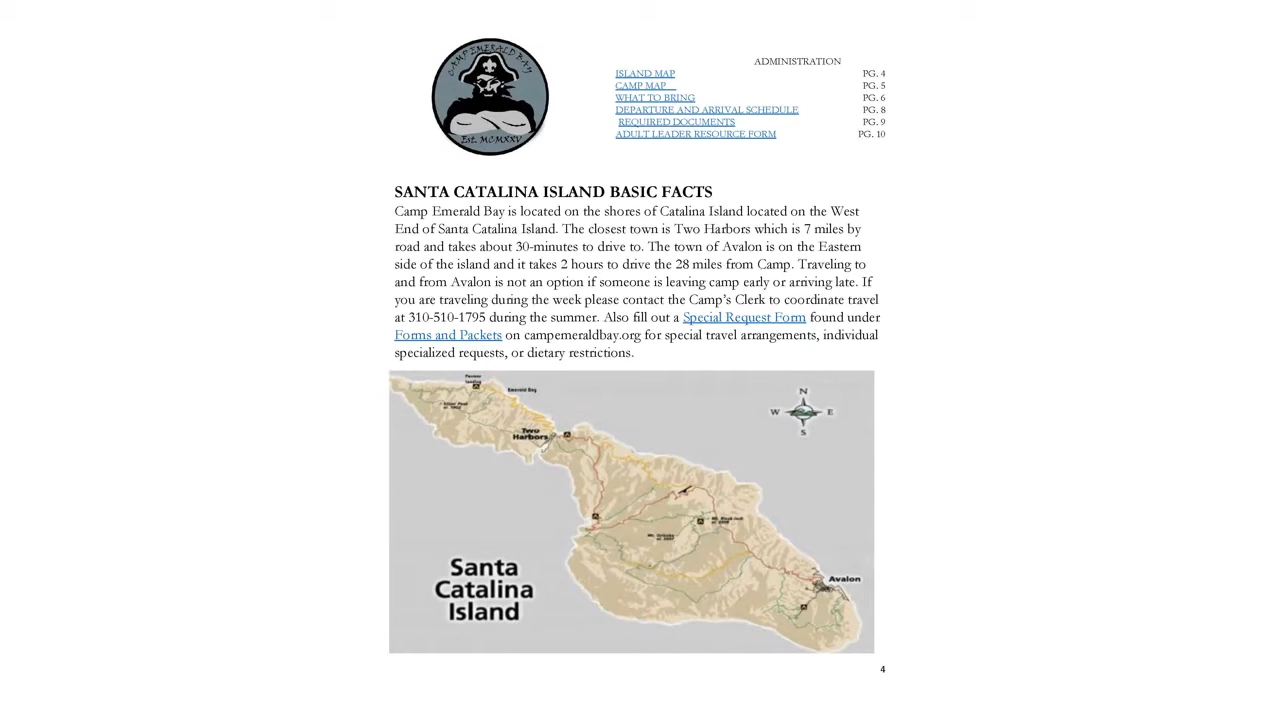 CAMP EMERALD BAY
Est. MCMXXV
ADMINISTRATION
ISLAND MAP PG. 4
CAMP MAP PG. 5
WHAT TO BRING PG. 6
DEPARTURE AND ARRIVAL SCHEDULE PG. 8
REQUIRED DOCUMENTS PG. 9
ADULT LEADER RESOURCE FORM PG. 10
SANTA CATALINA ISLAND BASIC FACTS
Camp Emerald Bay is located on the shores of Catalina Island located on the West
End of Santa Catalina Island. The closest town is Two Harbors which is 7 miles by
road and takes about 30-minutes to drive to. The town of Avalon is on the Eastern
side of the island and it takes 2 hours to drive the 28 miles from Camp. Traveling to
and from Avalon is not an option if someone is leaving camp early or arriving late. If
you are traveling during the week please contact the Camp's Clerk to coordinate travel
at 310-510-1795 during the summer. Also fill out a Special Request Form found under
Forms and Packets on campemeraldbay.org for special travel arrangements, individual
specialized requests, or dietary restrictions.
Emerald Bay
N
W E
S
Two
Harbors
Avalon
Santa
Catalina
Island
4